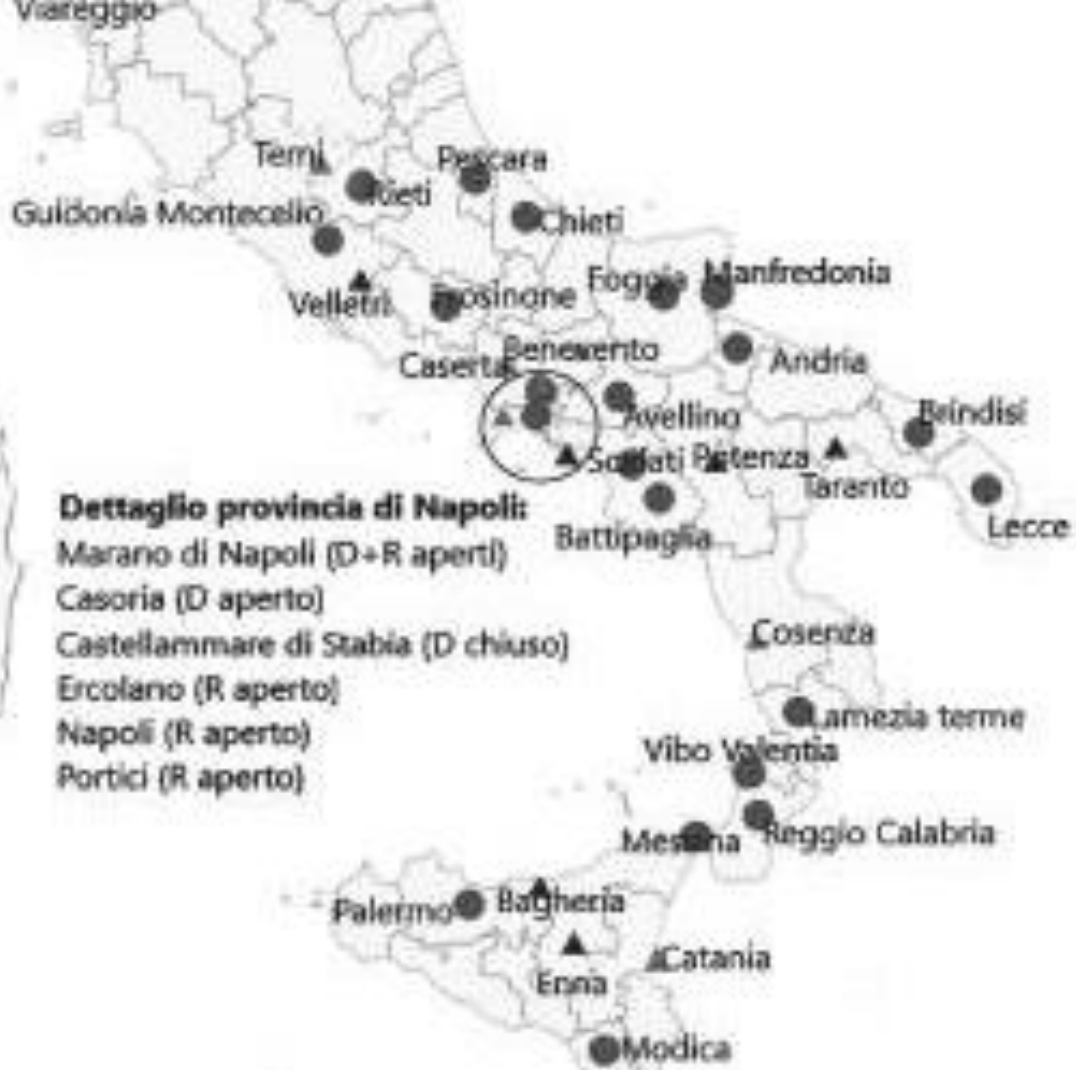 Viareggio
Terni
Pescara
Rieti
Guidonia Montecelio
Chieti
Foggia
Manfredonia
Velletri
Frosinone
Benevento
Caserta
Andria
Avellino
Brindisi
Scafati
Potenza
Taranto
Lecce
Battipaglia
Dettaglio provincia di Napoli:
Marano di Napoli (D+R aperti)
Casoria (D aperto)
Castellammare di Stabia (D chiuso)
Ercolano (R aperto)
Napoli (R aperto)
Portici (R aperto)
Cosenza
Lamezia terme
Vibo Valentia
Messina
Reggio Calabria
Palermo
Bagheria
Catania
Enna
Modica